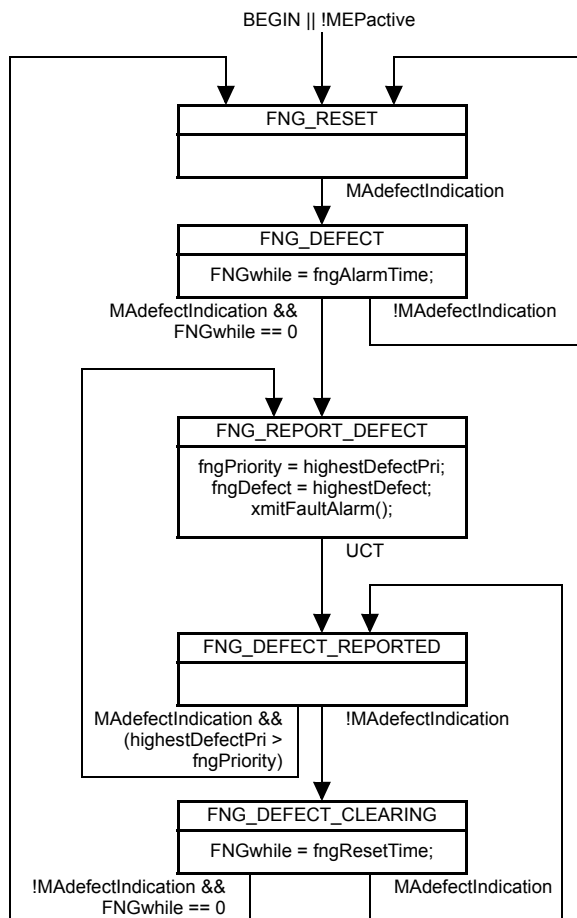 BEGIN || !MEPactive
FNG_RESET
MAdefectIndication
FNG_DEFECT
FNGwhile = fngAlarmTime;
MAdefectIndication &&
FNGwhile == 0
!MAdefectIndication
FNG_REPORT_DEFECT
fngPriority = highestDefectPri;
fngDefect = highestDefect;
xmitFaultAlarm();
UCT
FNG_DEFECT_REPORTED
MAdefectIndication &&
(highestDefectPri >
fngPriority)
!MAdefectIndication
FNG_DEFECT_CLEARING
FNGwhile = fngResetTime;
!MAdefectIndication &&
FNGwhile == 0
MAdefectIndication